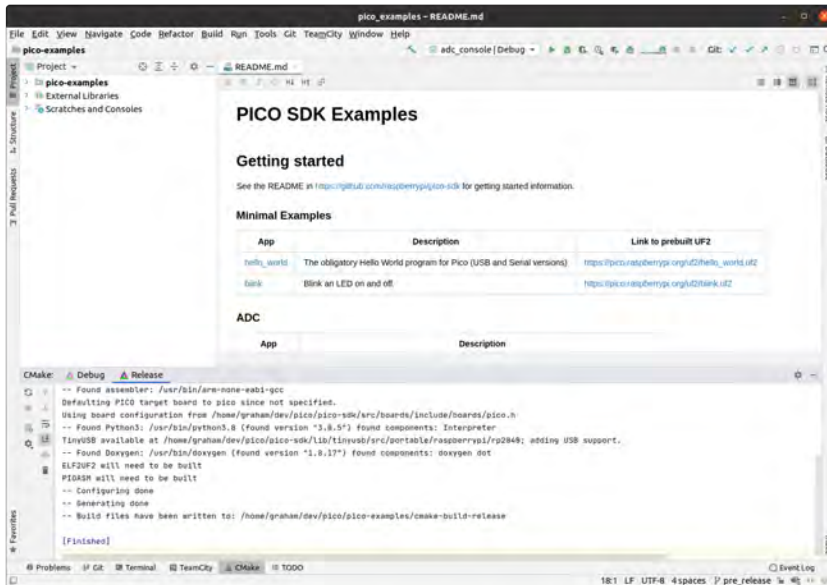 pico_examples – README.md
File Edit View Navigate Code Refactor Build Run Tools Git TeamCity Window Help
pico-examples
adc_console | Debug
Git:
Project
README.md
pico-examples
External Libraries
Scratches and Consoles
H1 H1
Project
Structure
Pull Requests
Favorites
PICO SDK Examples
Getting started
See the README in https://github.com/raspberrypi/pico-sdk for getting started information.
Minimal Examples
App Description Link to prebuilt UF2
hello_world The obligatory Hello World program for Pico (USB and Serial versions) https://pico.raspberrypi.org/uf2/hello_world.uf2
blink Blink an LED on and off. https://pico.raspberrypi.org/uf2/blink.uf2
ADC
App Description
CMake: Debug Release
-- Found assembler: /usr/bin/arm-none-eabi-gcc
Defaulting PICO target board to pico since not specified.
Using board configuration from /home/graham/dev/pico/pico-sdk/src/boards/include/boards/pico.h
-- Found Python3: /usr/bin/python3.8 (found version "3.8.5") found components: Interpreter
TinyUSB available at /home/graham/dev/pico/pico-sdk/lib/tinyusb/src/portable/raspberrypi/rp2040; adding USB support.
-- Found Doxygen: /usr/bin/doxygen (found version "1.8.17") found components: doxygen dot
ELF2UF2 will need to be built
PIOASM will need to be built
-- Configuring done
-- Generating done
-- Build files have been written to: /home/graham/dev/pico/pico-examples/cmake-build-release
[Finished]
Problems Git Terminal TeamCity CMake TODO Event Log
18:1 LF UTF-8 4 spaces pre_release